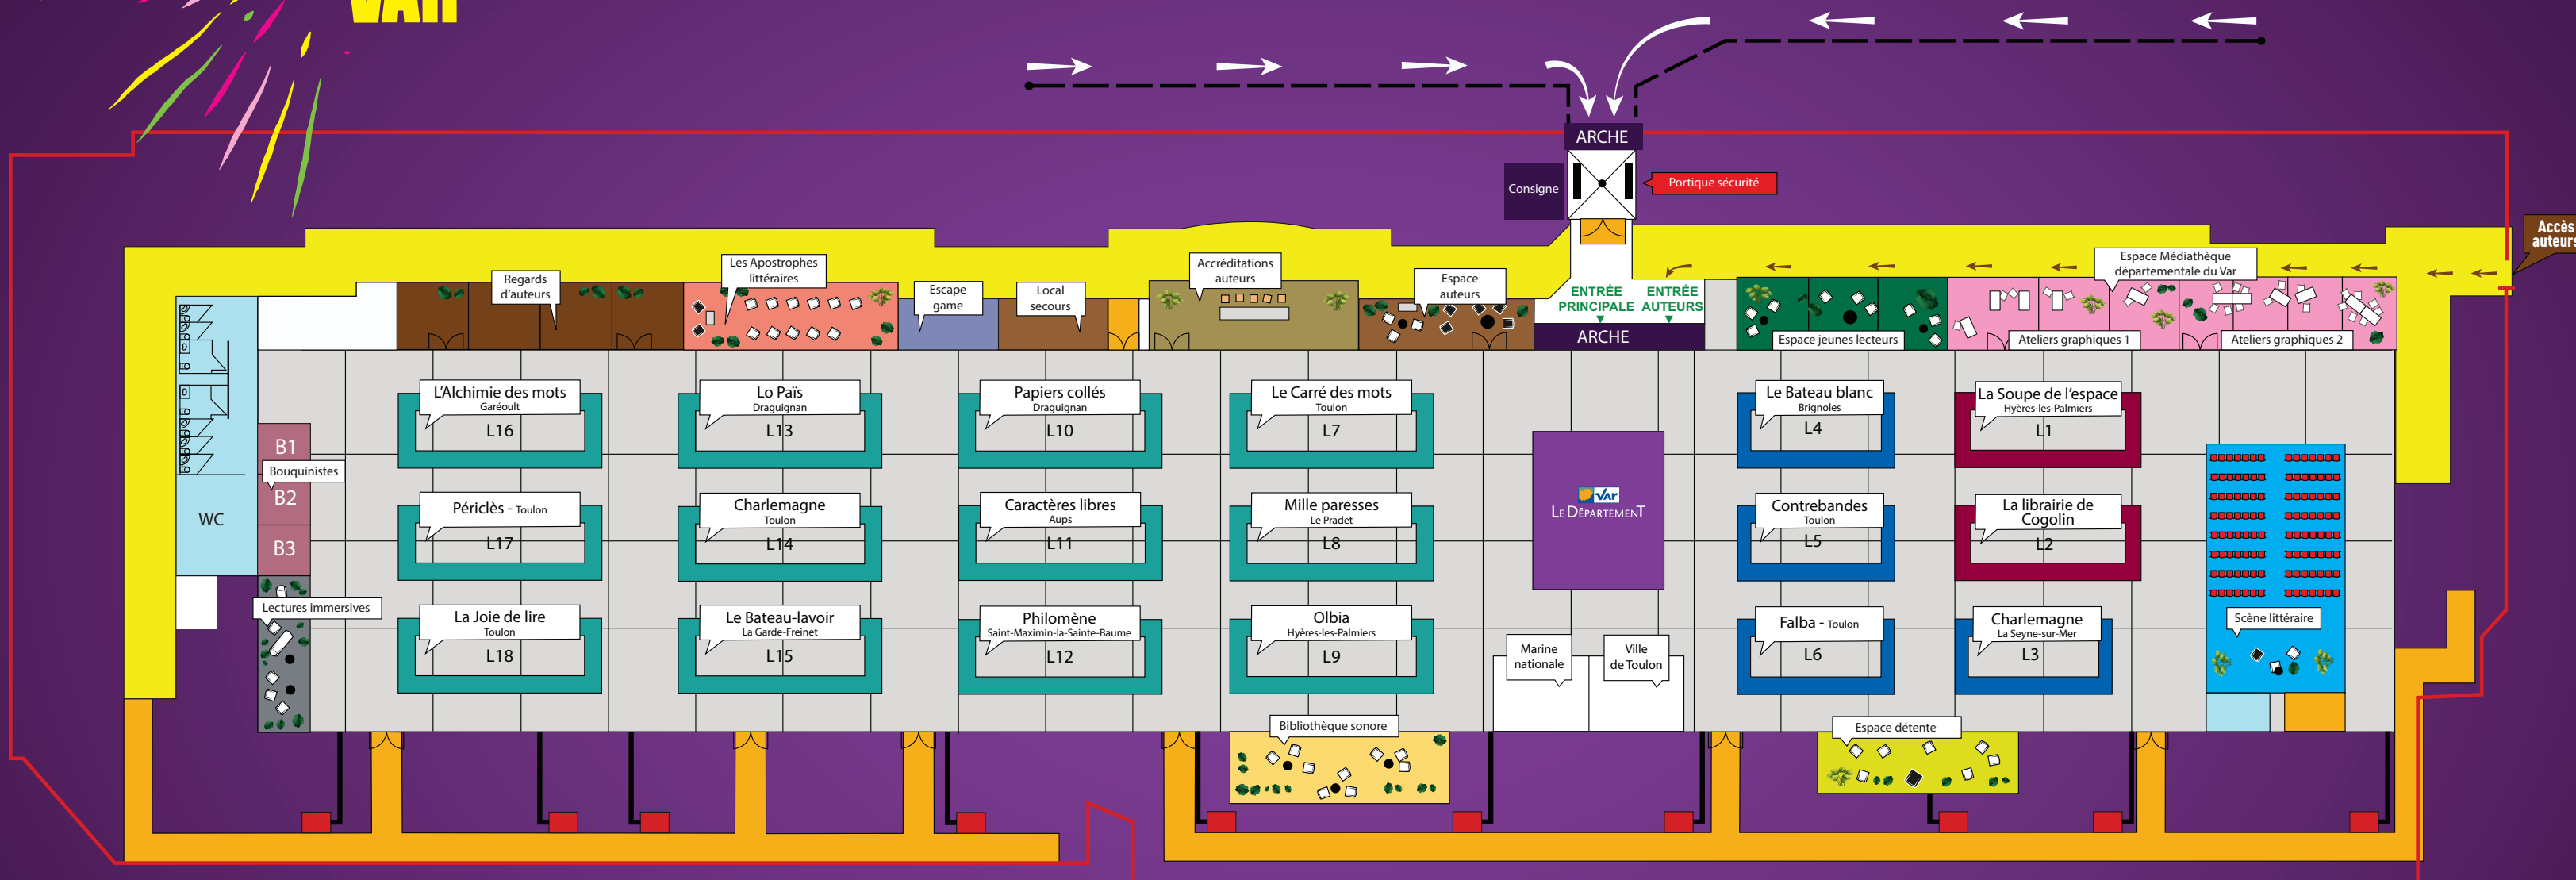 VAR
ARCHE
Consigne
Portique sécurité
Accès
auteurs
Regards
d'auteurs
Les Apostrophes
littéraires
Escape
game
Local
secours
Accréditations
auteurs
Espace
auteurs
ENTRÉE
PRINCIPALE
ENTRÉE
AUTEURS
ARCHE
Espace jeunes lecteurs
Espace Médiathèque
départementale du Var
Ateliers graphiques 1
Ateliers graphiques 2
L'Alchimie des mots
Garéoult
L16
Lo Païs
Draguignan
L13
Papiers collés
Draguignan
L10
Le Carré des mots
Toulon
L7
Le Bateau blanc
Brignoles
L4
La Soupe de l'espace
Hyères-les-Palmiers
L1
B1
Bouquinistes
B2
B3
WC
Périclès - Toulon
L17
Charlemagne
Toulon
L14
Caractères libres
Aups
L11
Mille paresses
Le Pradet
L8
VAR
LE DÉPARTEMENT
Contrebandes
Toulon
L5
La librairie de
Cogolin
L2
Lectures immersives
La Joie de lire
Toulon
L18
Le Bateau-lavoir
La Garde-Freinet
L15
Philomène
Saint-Maximin-la-Sainte-Baume
L12
Olbia
Hyères-les-Palmiers
L9
Marine
nationale
Ville
de Toulon
Falba - Toulon
L6
Charlemagne
La Seyne-sur-Mer
L3
Scène littéraire
Bibliothèque sonore
Espace détente